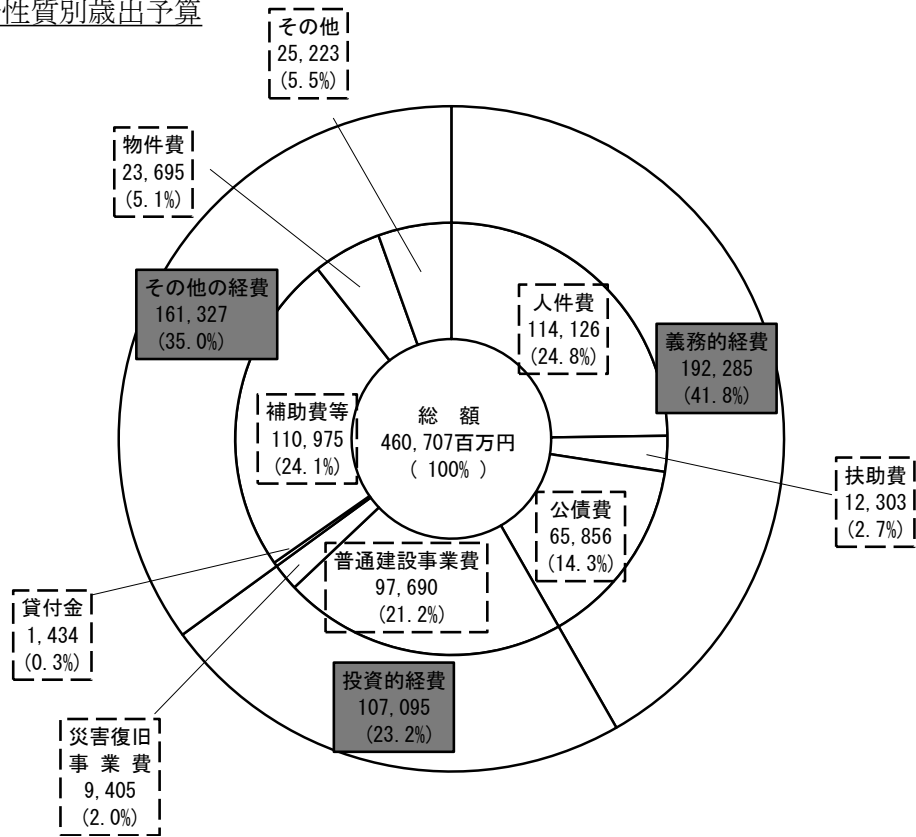 性質別歳出予算
その他
25,223
(5.5%)
物件費
23,695
(5.1%)
その他の経費
161,327
(35.0%)
人件費
114,126
(24.8%)
義務的経費
192,285
(41.8%)
補助費等
110,975
(24.1%)
総　額
460,707百万円
( 100% )
扶助費
12,303
(2.7%)
公債費
65,856
(14.3%)
普通建設事業費
97,690
(21.2%)
貸付金
1,434
(0.3%)
投資的経費
107,095
(23.2%)
災害復旧
事 業 費
9,405
(2.0%)